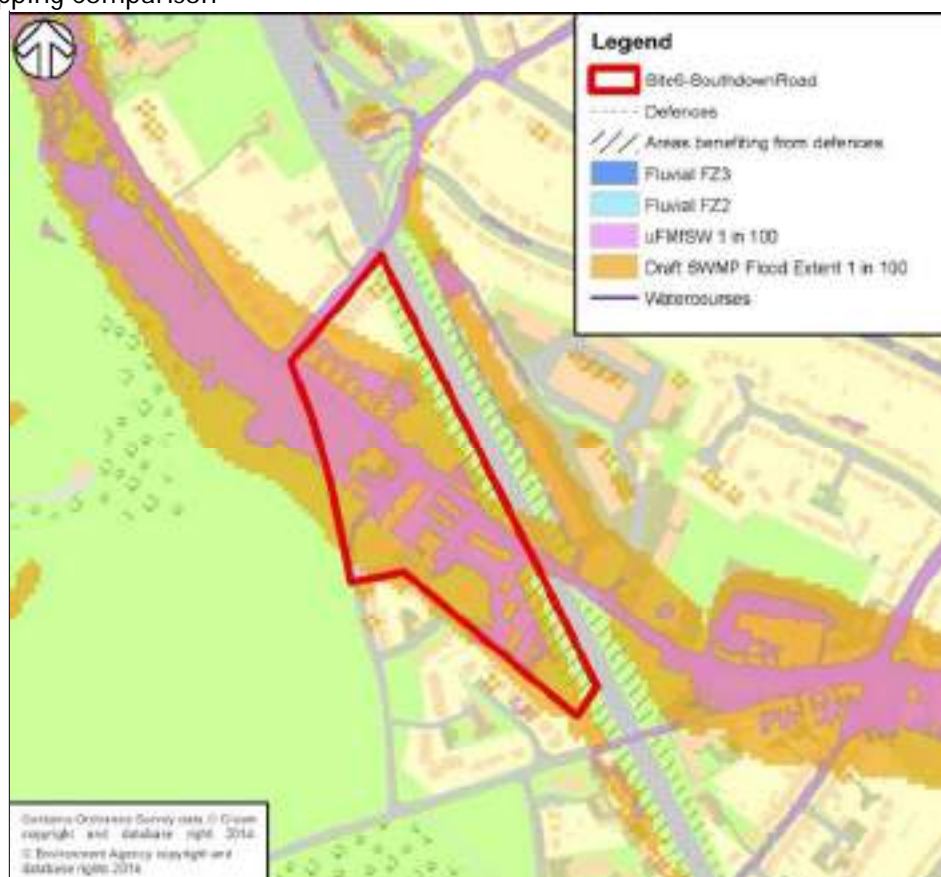 pping comparison
Legend
Site6-SouthdownRoad
Defences
Areas benefiting from defences
Fluvial FZ3
Fluvial FZ2
uFMfSW 1 in 100
Draft SWMP Flood Extent 1 in 100
Watercourses
Contains Ordnance Survey data © Crown
copyright and database right 2014
© Environment Agency copyright and
database rights 2014